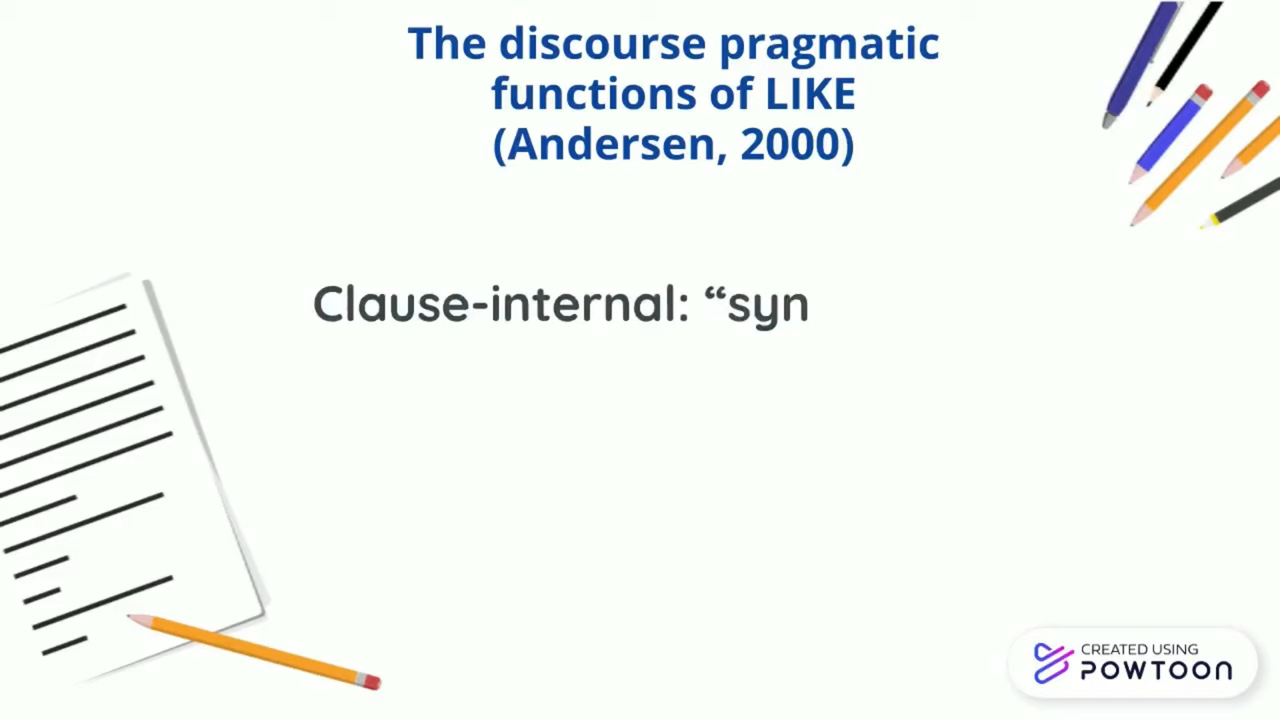 The discourse pragmatic
functions of LIKE
(Andersen, 2000)
Clause-internal: “syn
CREATED USING
POWTOON